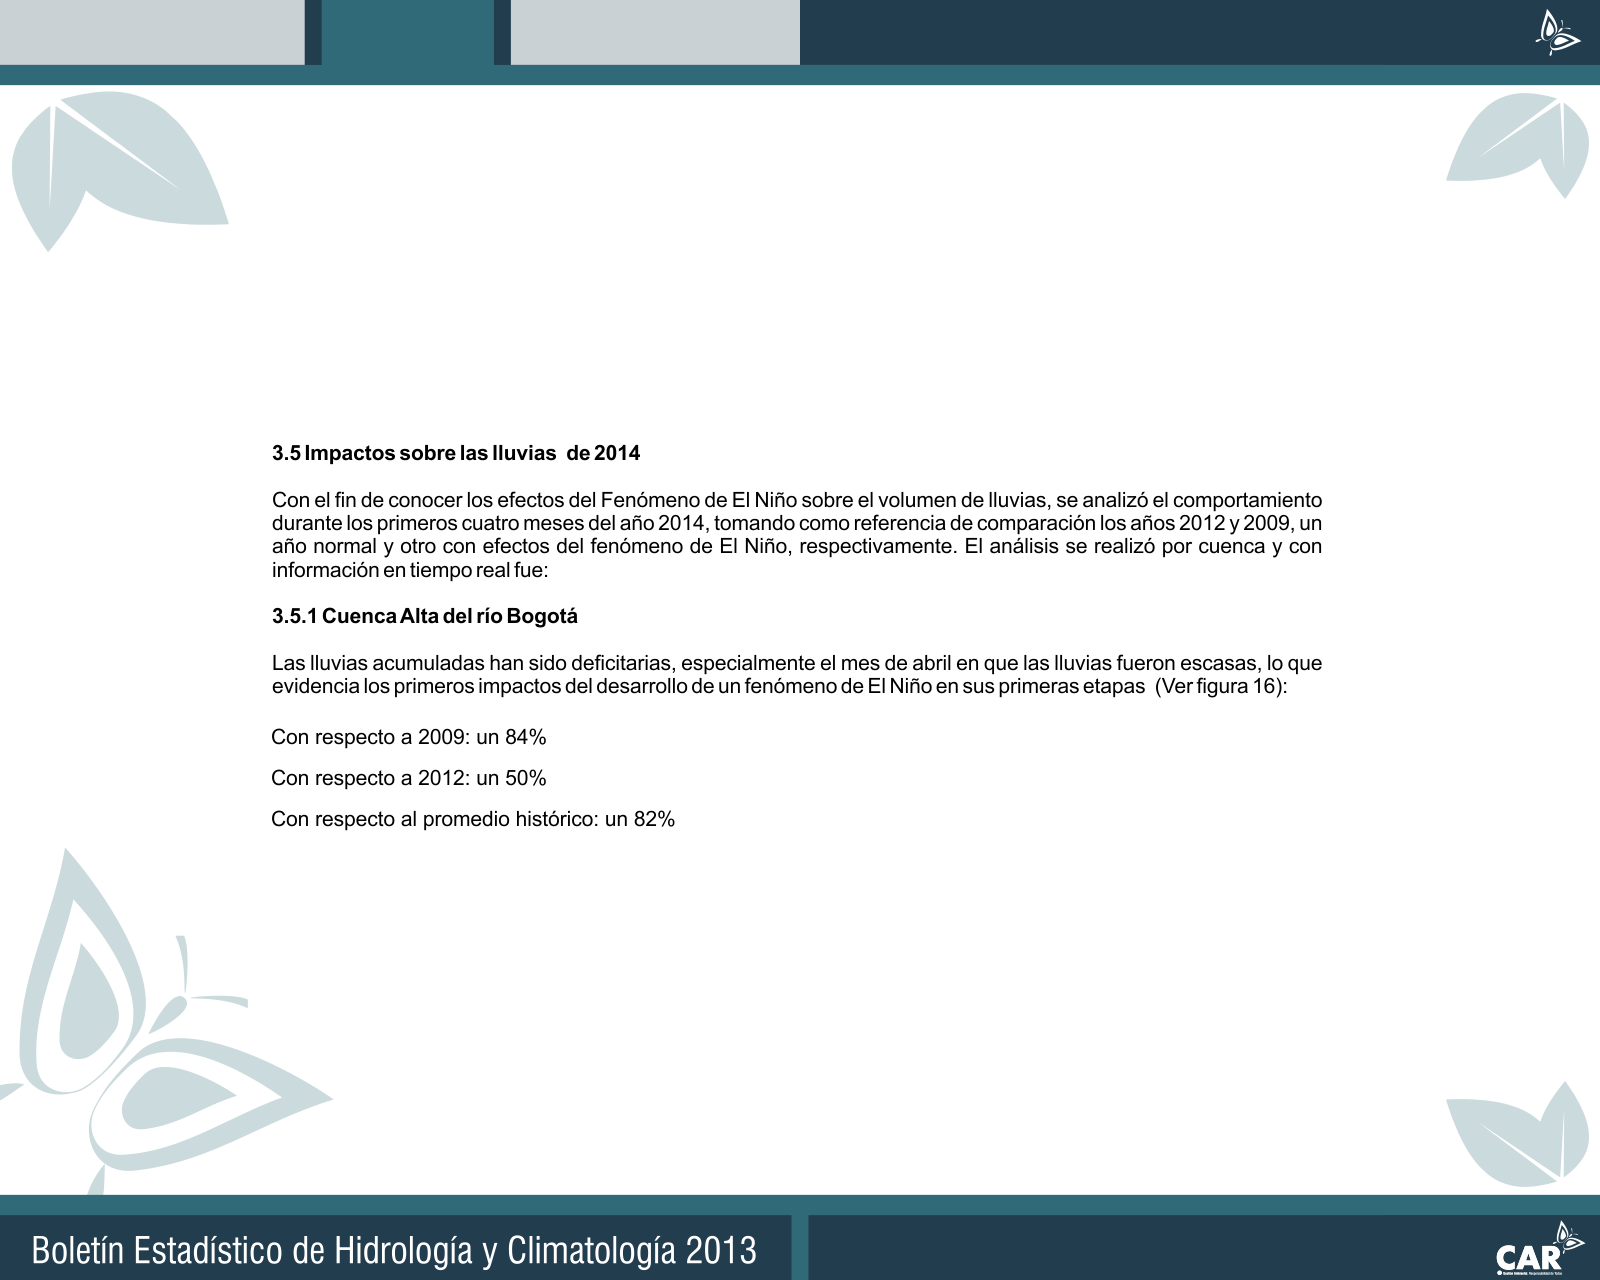 3.5 Impactos sobre las lluvias  de 2014
Con el fin de conocer los efectos del Fenómeno de El Niño sobre el volumen de lluvias, se analizó el comportamiento
durante los primeros cuatro meses del año 2014, tomando como referencia de comparación los años 2012 y 2009, un
año normal y otro con efectos del fenómeno de El Niño, respectivamente. El análisis se realizó por cuenca y con
información en tiempo real fue:
3.5.1 Cuenca Alta del río Bogotá
Las lluvias acumuladas han sido deficitarias, especialmente el mes de abril en que las lluvias fueron escasas, lo que
evidencia los primeros impactos del desarrollo de un fenómeno de El Niño en sus primeras etapas  (Ver figura 16):
Con respecto a 2009: un 84%
Con respecto a 2012: un 50%
Con respecto al promedio histórico: un 82%
Boletín Estadístico de Hidrología y Climatología 2013
CAR